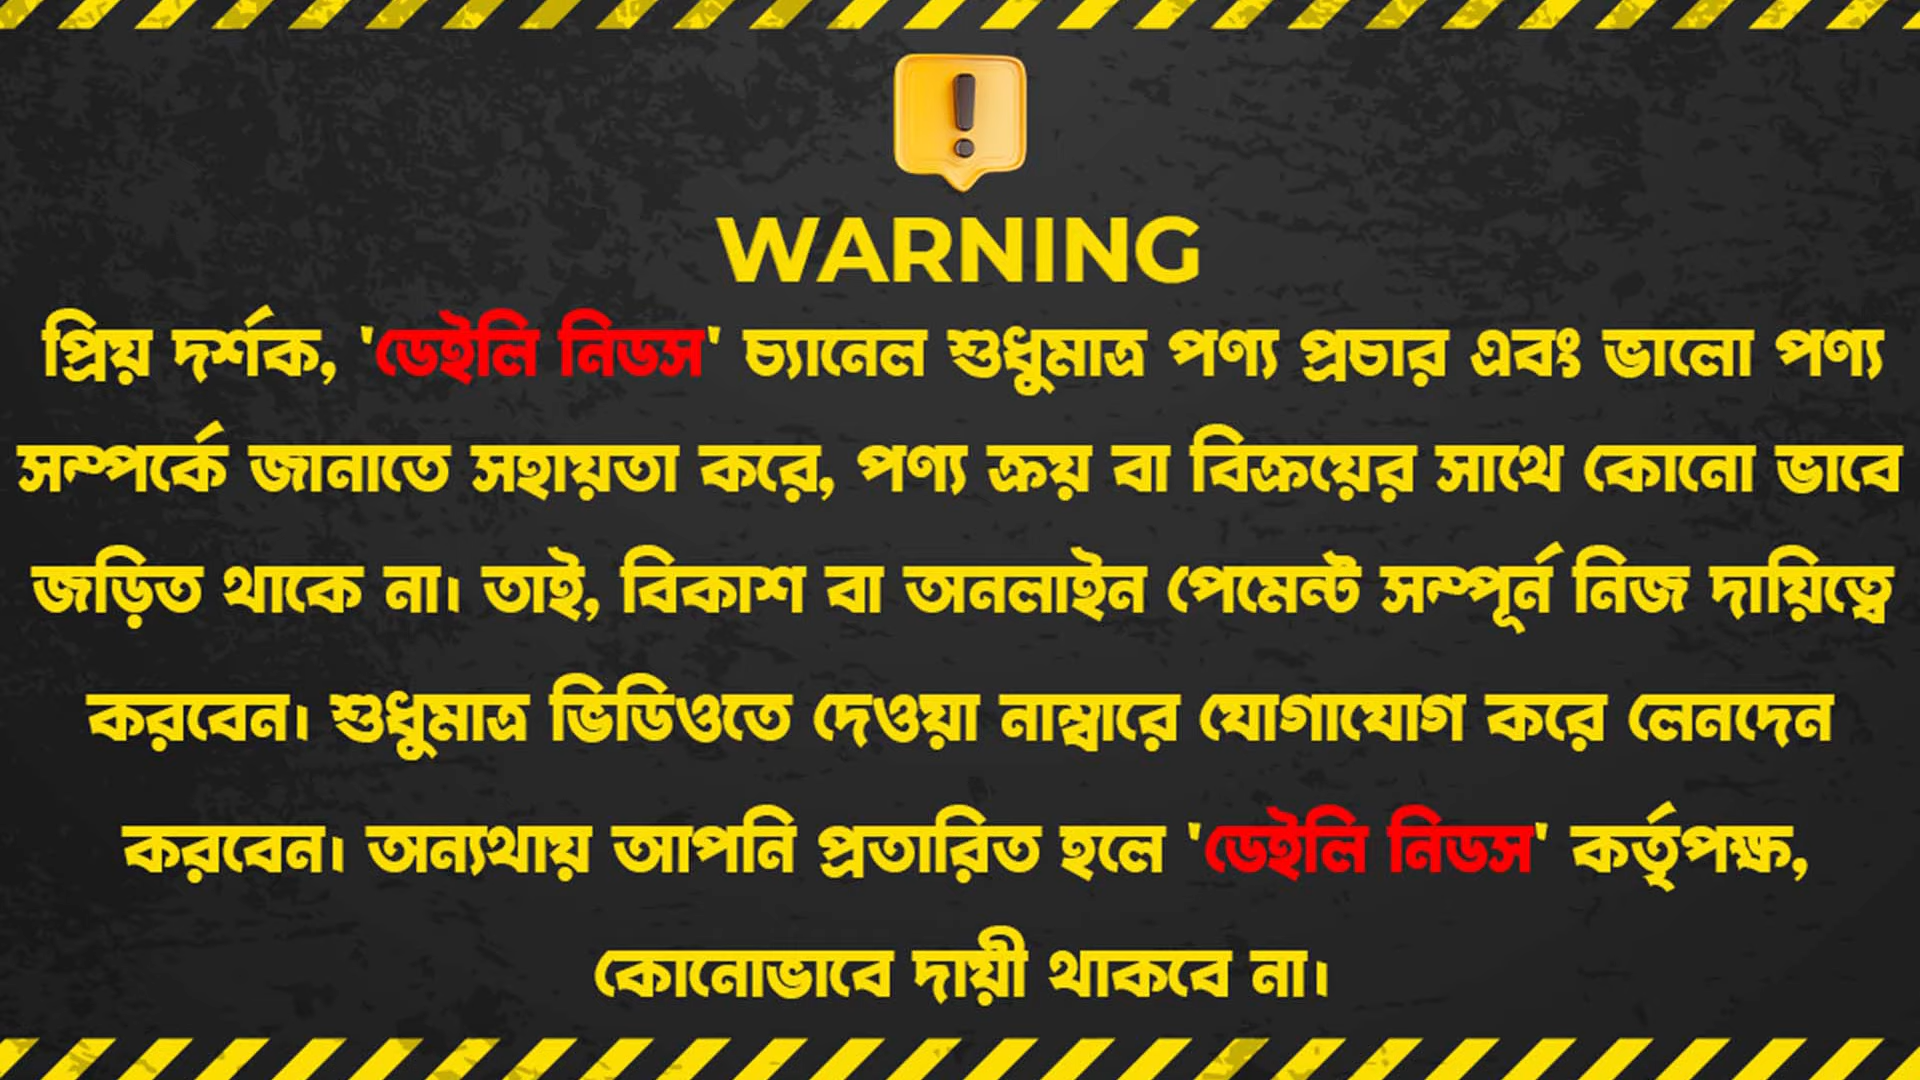 WARNING
প্রিয় দর্শক, 'ডেইলি নিডস' চ্যানেল শুধুমাত্র পণ্য প্রচার এবং ভালো পণ্য
সম্পর্কে জানাতে সহায়তা করে, পণ্য ক্রয় বা বিক্রয়ের সাথে কোনো ভাবে
জড়িত থাকে না। তাই, বিকাশ বা অনলাইন পেমেন্ট সম্পূর্ন নিজ দায়িত্বে
করবেন। শুধুমাত্র ভিডিওতে দেওয়া নাম্বারে যোগাযোগ করে লেনদেন
করবেন। অন্যথায় আপনি প্রতারিত হলে 'ডেইলি নিডস' কর্তৃপক্ষ,
কোনোভাবে দায়ী থাকবে না।